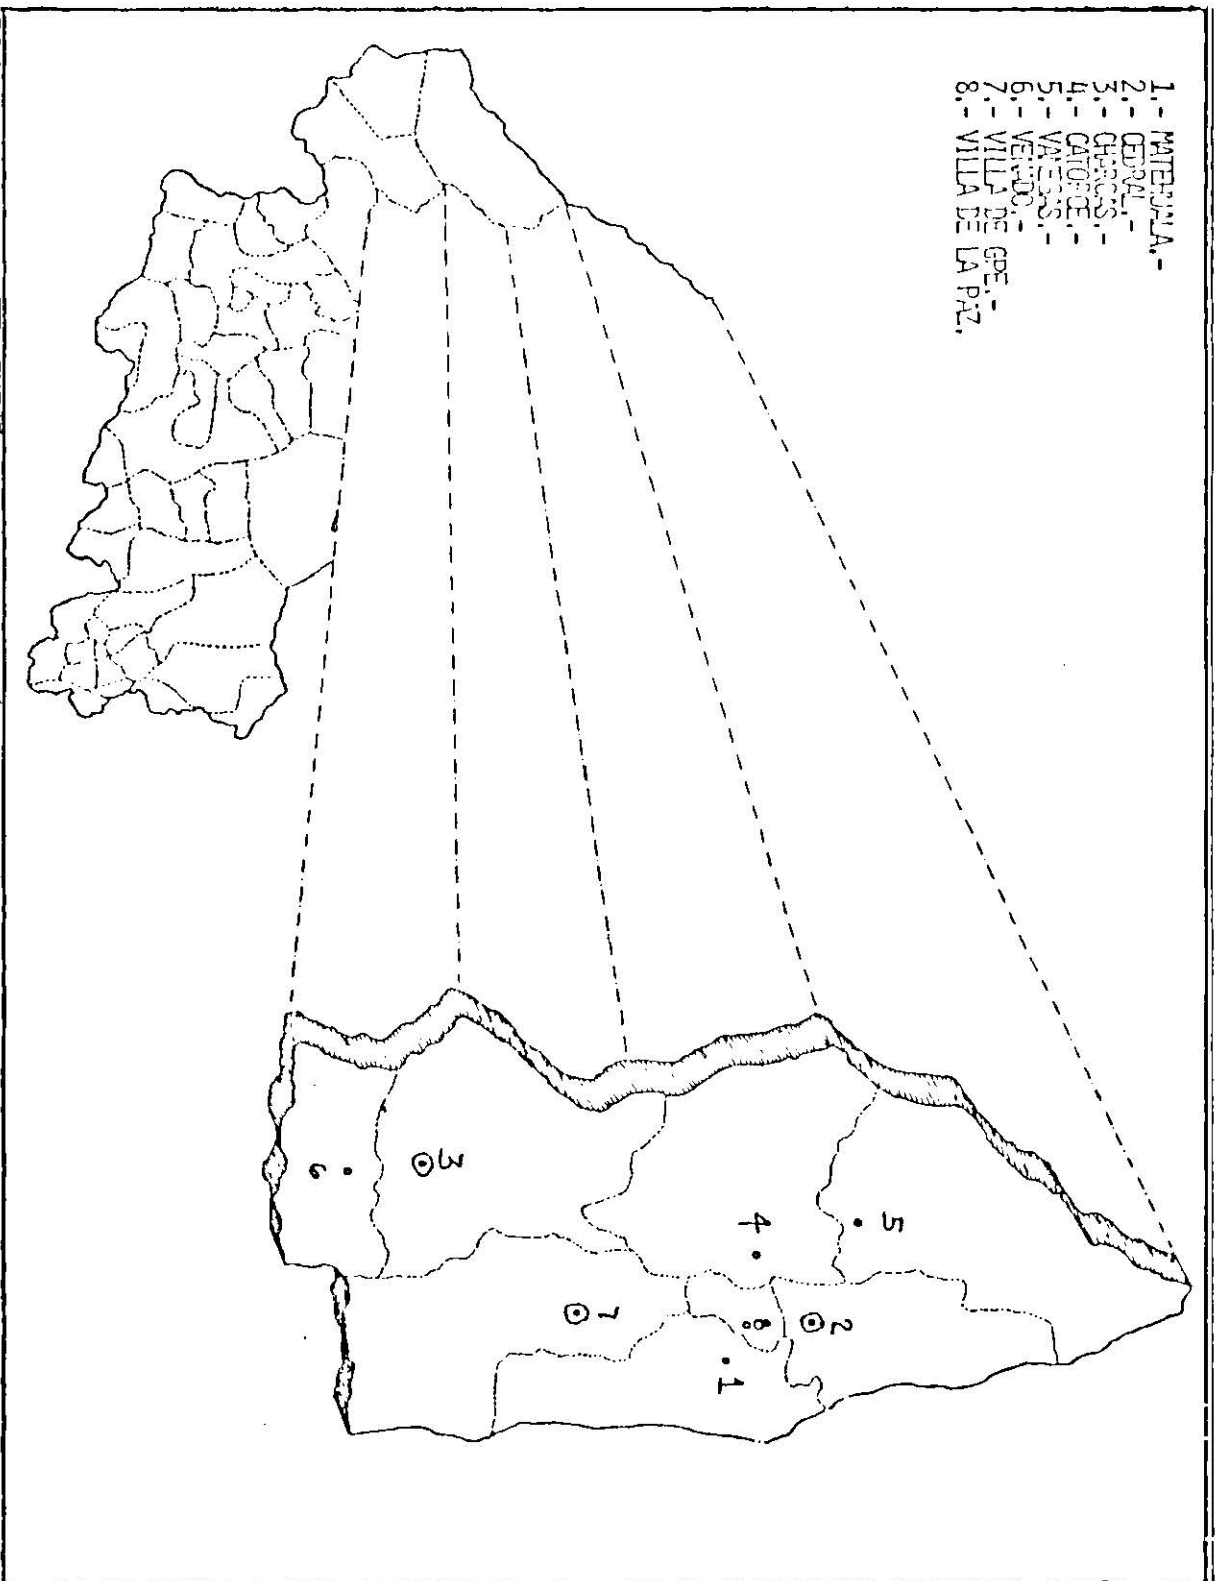 1.- MATEHUALA.-
2.- CEDRAL.-
3.- CHARCAS.-
4.- CATORCE.-
5.- VANEGAS.-
6.- VENADO.-
7.- VILLA DE GPE.-
8.- VILLA DE LA PAZ.
5
2
4
8
1
7
3
6